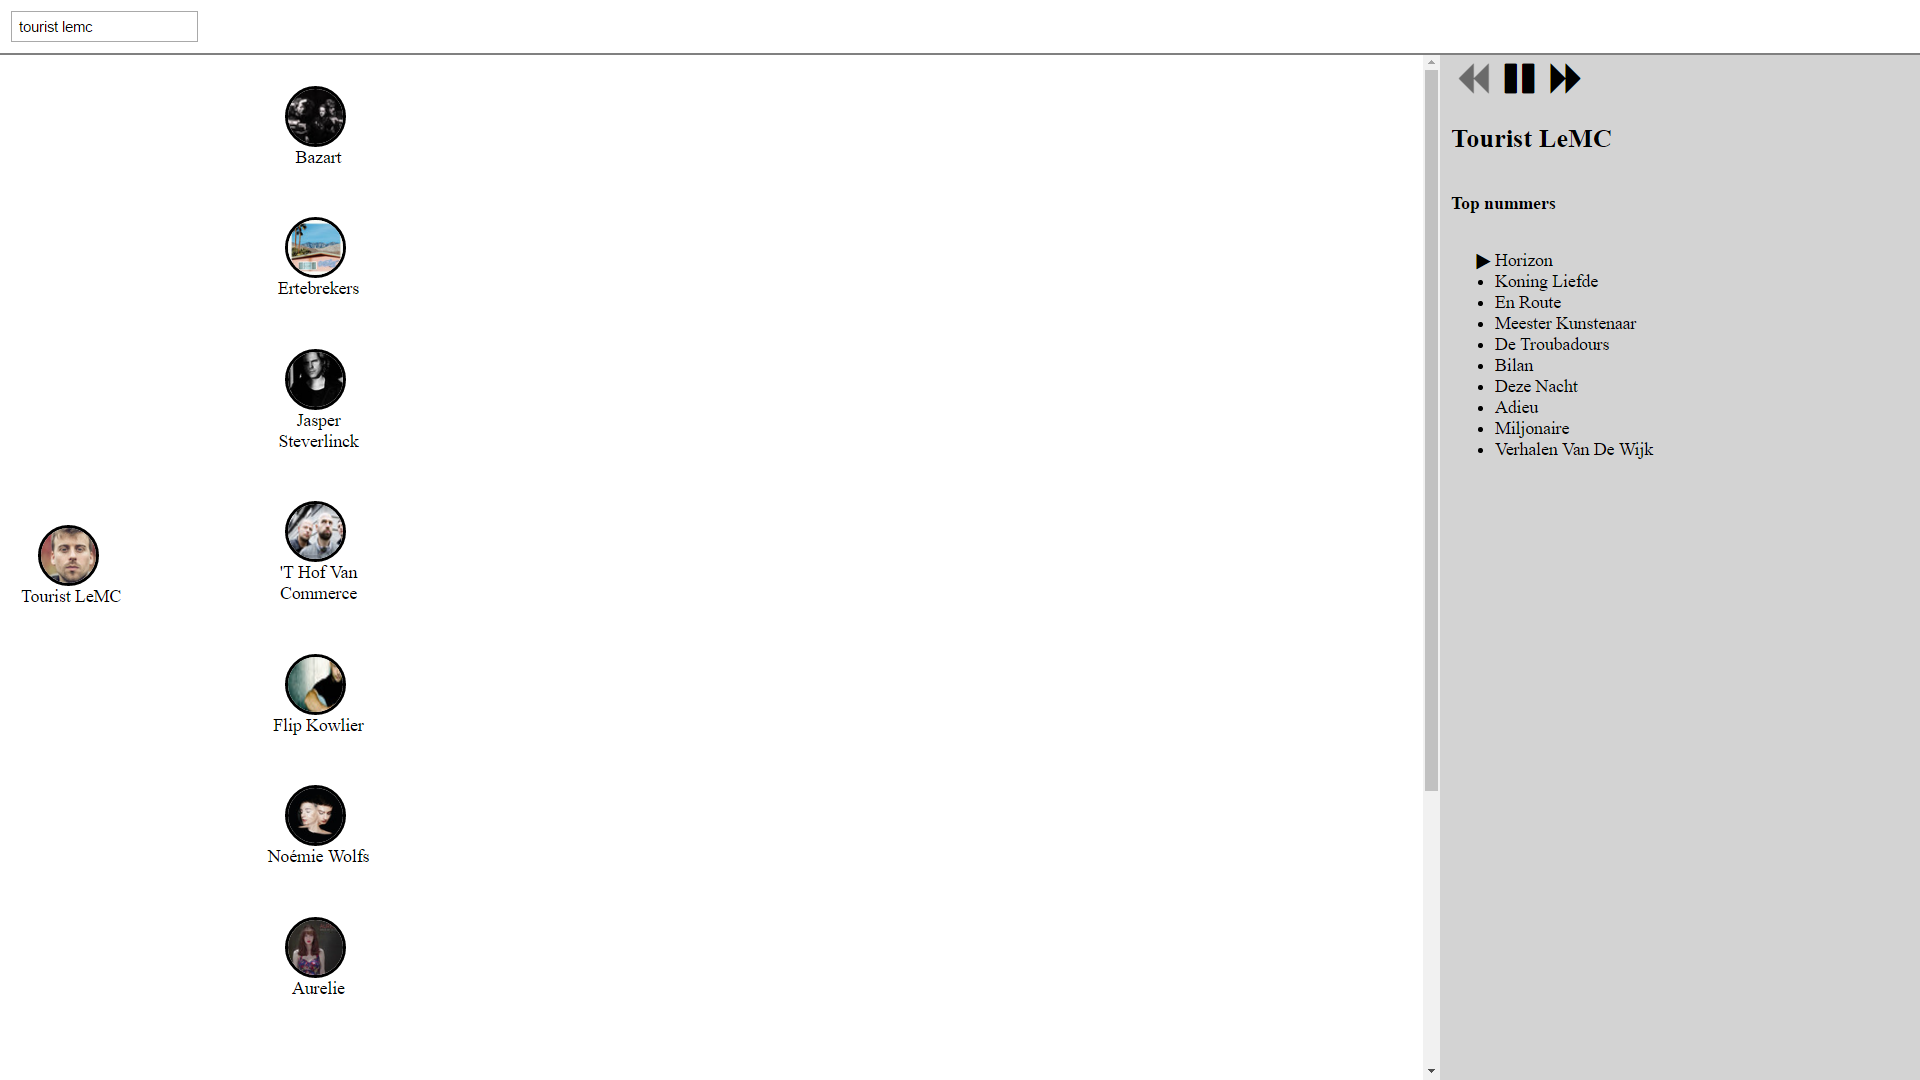 tourist lemc
Bazart
Ertebrekers
Jasper
Steverlinck
'T Hof Van
Commerce
Tourist LeMC
Flip Kowlier
Noémie Wolfs
Aurelie
Tourist LeMC
Top nummers
Horizon
Koning Liefde
En Route
Meester Kunstenaar
De Troubadours
Bilan
Deze Nacht
Adieu
Miljonaire
Verhalen Van De Wijk